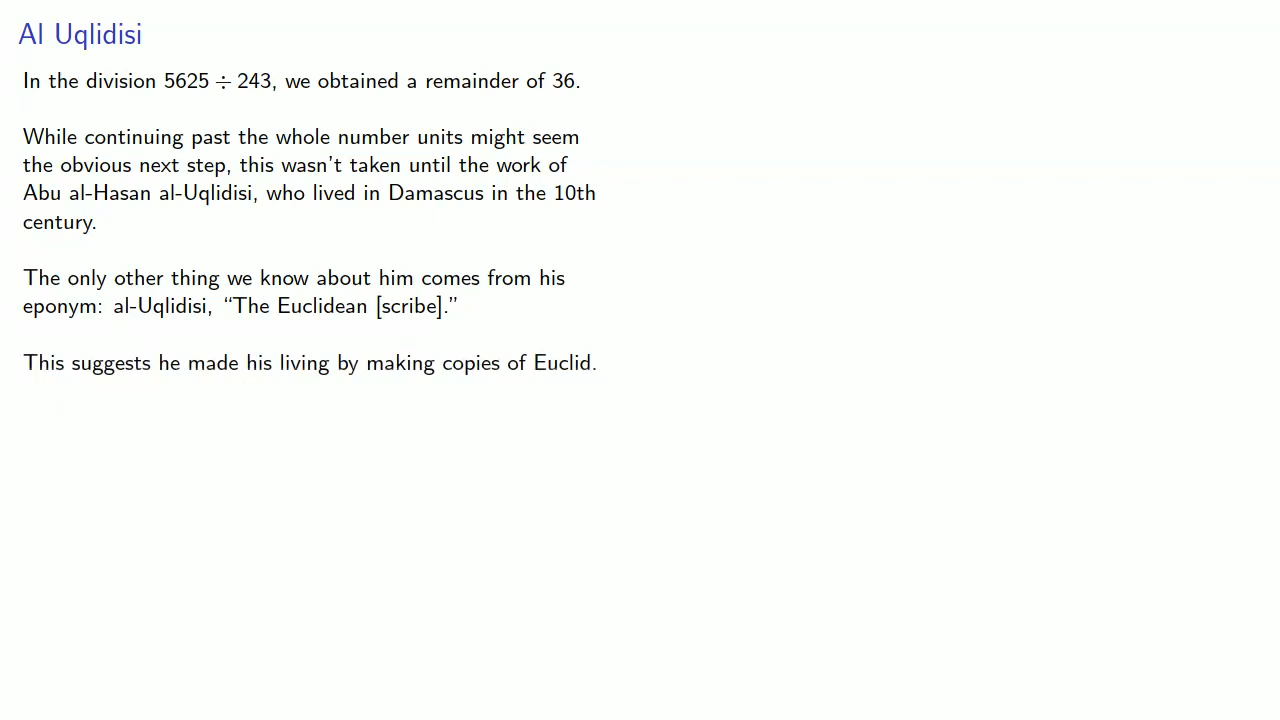 Al Uqlidisi
In the division 5625 ÷ 243, we obtained a remainder of 36.
While continuing past the whole number units might seem
the obvious next step, this wasn't taken until the work of
Abu al-Hasan al-Uqlidisi, who lived in Damascus in the 10th
century.
The only other thing we know about him comes from his
eponym: al-Uqlidisi, “The Euclidean [scribe].”
This suggests he made his living by making copies of Euclid.